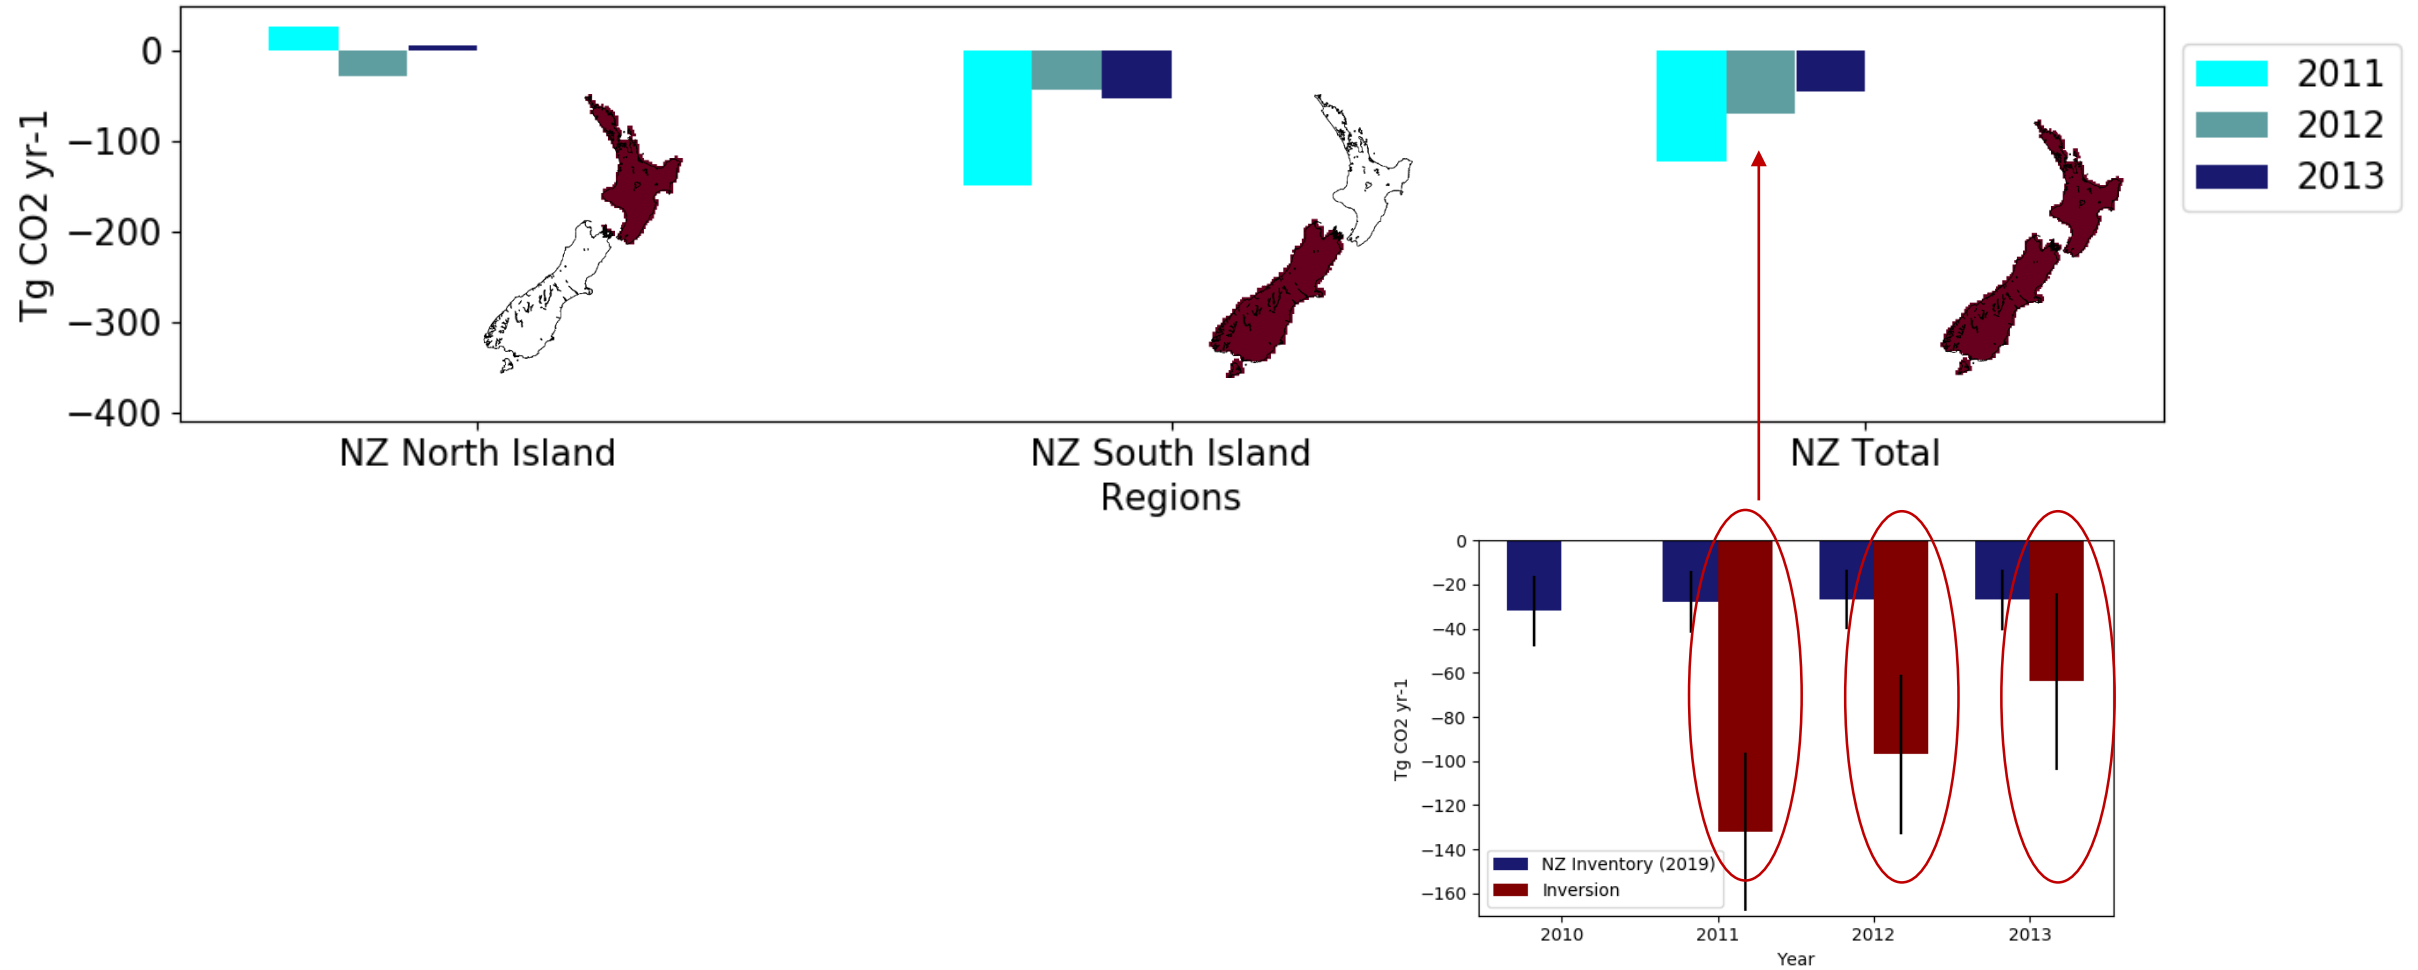 0
−100
−200
−300
−400
Tg CO2 yr-1
NZ North Island
NZ South Island
NZ Total
Regions
2011
2012
2013
0
−20
−40
−60
−80
−100
−120
−140
−160
Tg CO2 yr-1
NZ Inventory (2019)
Inversion
2010
2011
2012
2013
Year